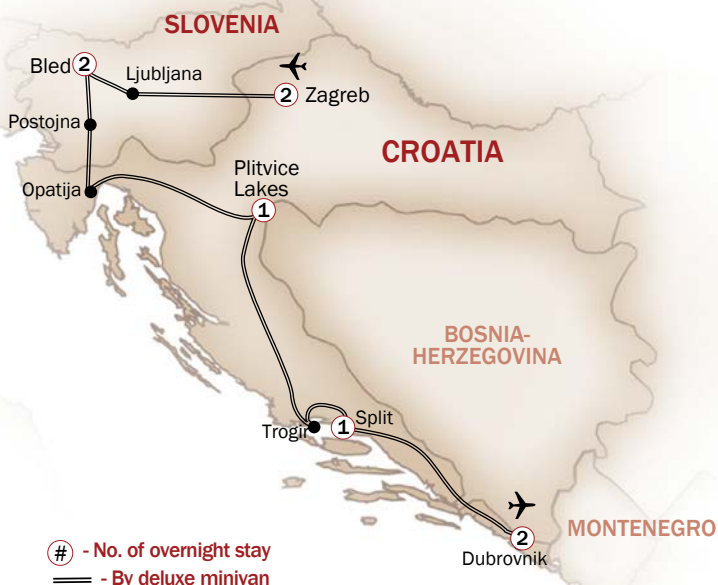 SLOVENIA
Bled 2
Ljubljana
2 Zagreb
Postojna
CROATIA
Plitvice
Lakes
1
Opatija
BOSNIA-
HERZEGOVINA
Trogir
1 Split
MONTENEGRO
2
Dubrovnik
# - No. of overnight stay
- By deluxe minivan